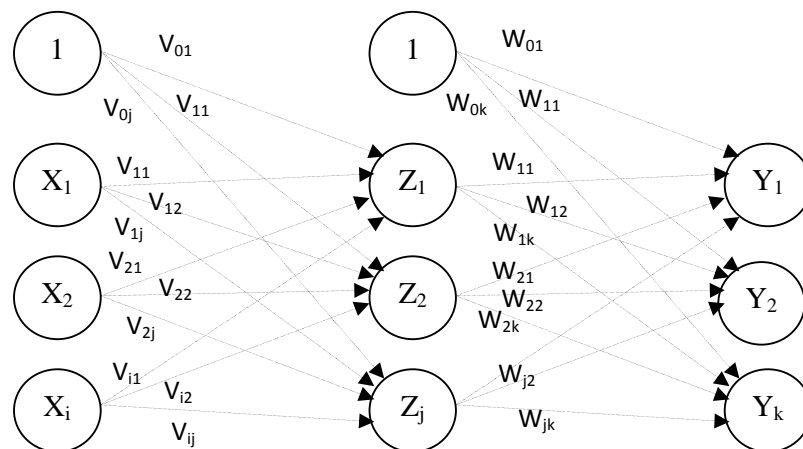 1 V01 1 W01
V0j V11 W0k W11
X1 V11 Z1 W11 Y1
V12 W12
V1j W1k
V21 W21
X2 V22 Z2 W22 Y2
V2j W2k
Vi1 Wj2
Xi Vi2 Zj Yk
Vij Wjk